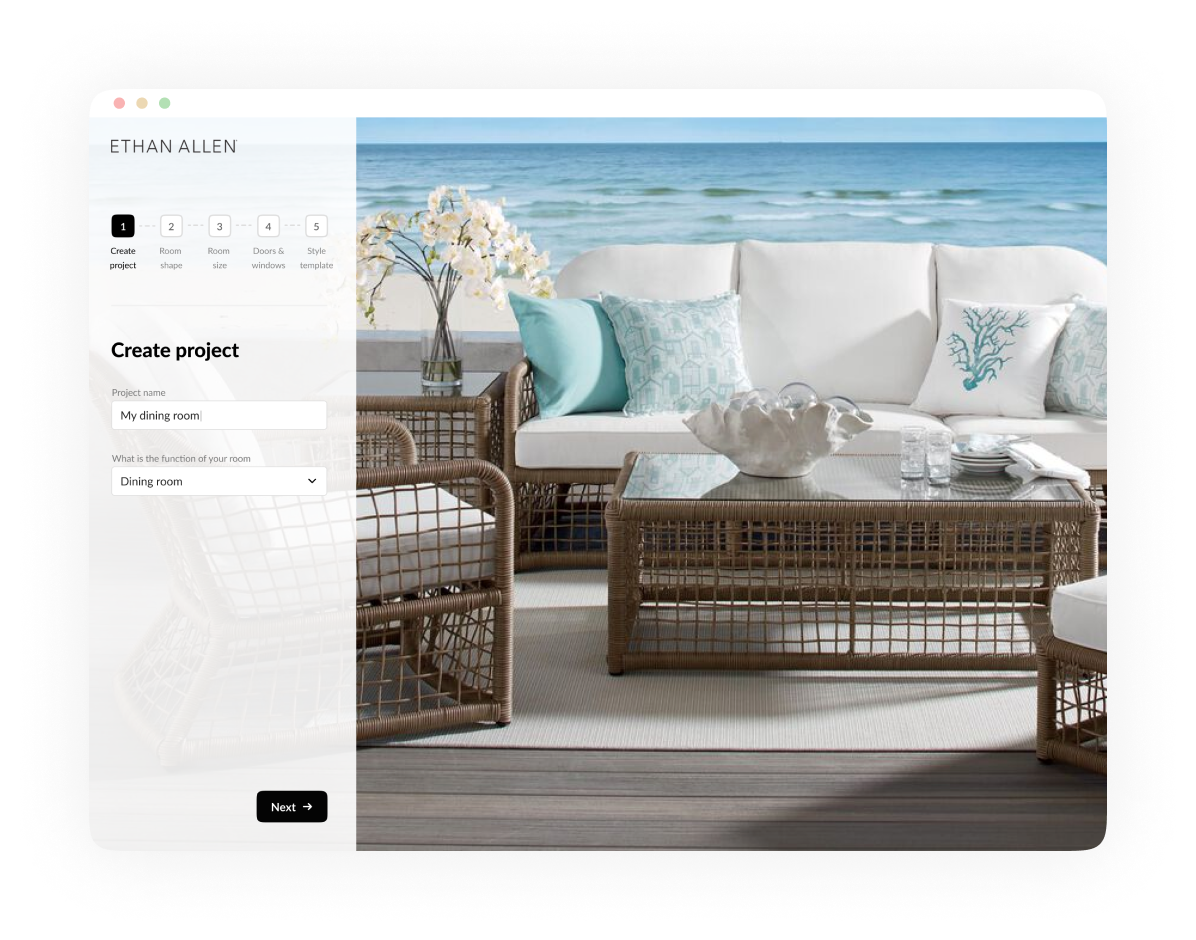 ETHAN ALLEN
1 2 3 4 5
Create Room Room Doors & Style
project shape size windows template
Create project
Project name
My dining room
What is the function of your room
Dining room
Next →